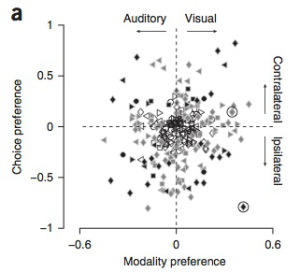 a
Auditory Visual
1
0.5
0
−0.5
−1
Choice preference
Contralateral
Ipsilateral
−0.6 0 0.6
Modality preference